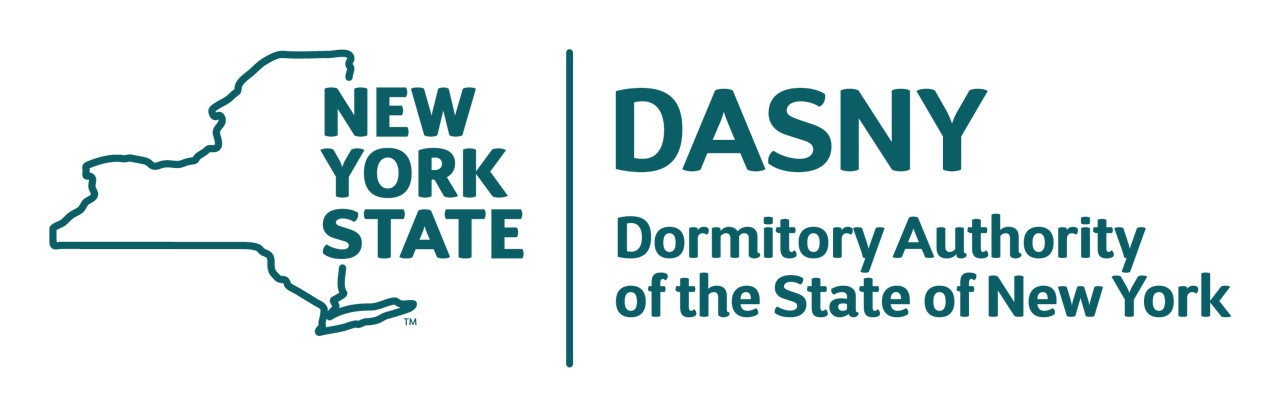 NEW
YORK
STATE
TM
DASNY
Dormitory Authority
of the State of New York